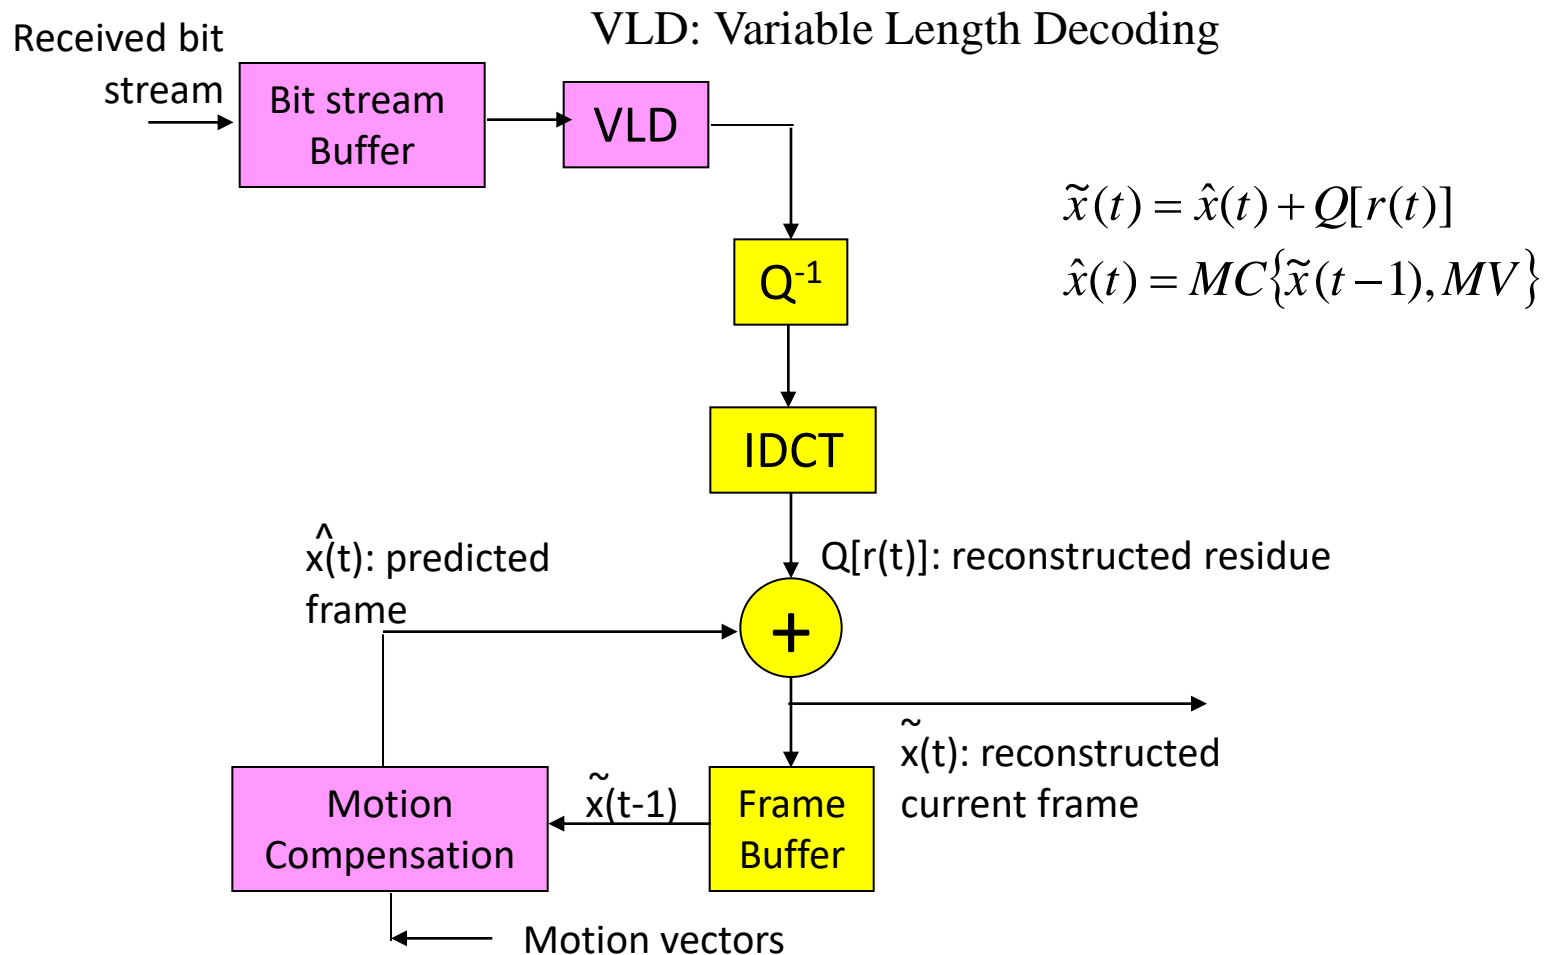 VLD: Variable Length Decoding
Received bit
stream
Bit stream
Buffer
VLD
x̃(t) = x̂(t) + Q[r(t)]
x̂(t) = MC{x̃(t−1), MV}
Q⁻¹
IDCT
x̂(t): predicted
frame
Q[r(t)]: reconstructed residue
+
x̃(t): reconstructed
current frame
Motion
Compensation
x̃(t-1)
Frame
Buffer
Motion vectors